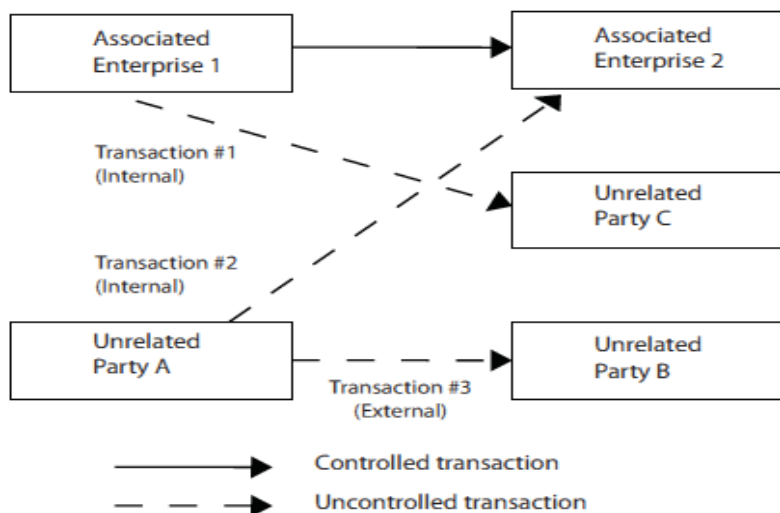 Associated
Enterprise 1
Associated
Enterprise 2
Transaction #1
(Internal)
Unrelated
Party C
Transaction #2
(Internal)
Unrelated
Party A
Unrelated
Party B
Transaction #3
(External)
Controlled transaction
Uncontrolled transaction